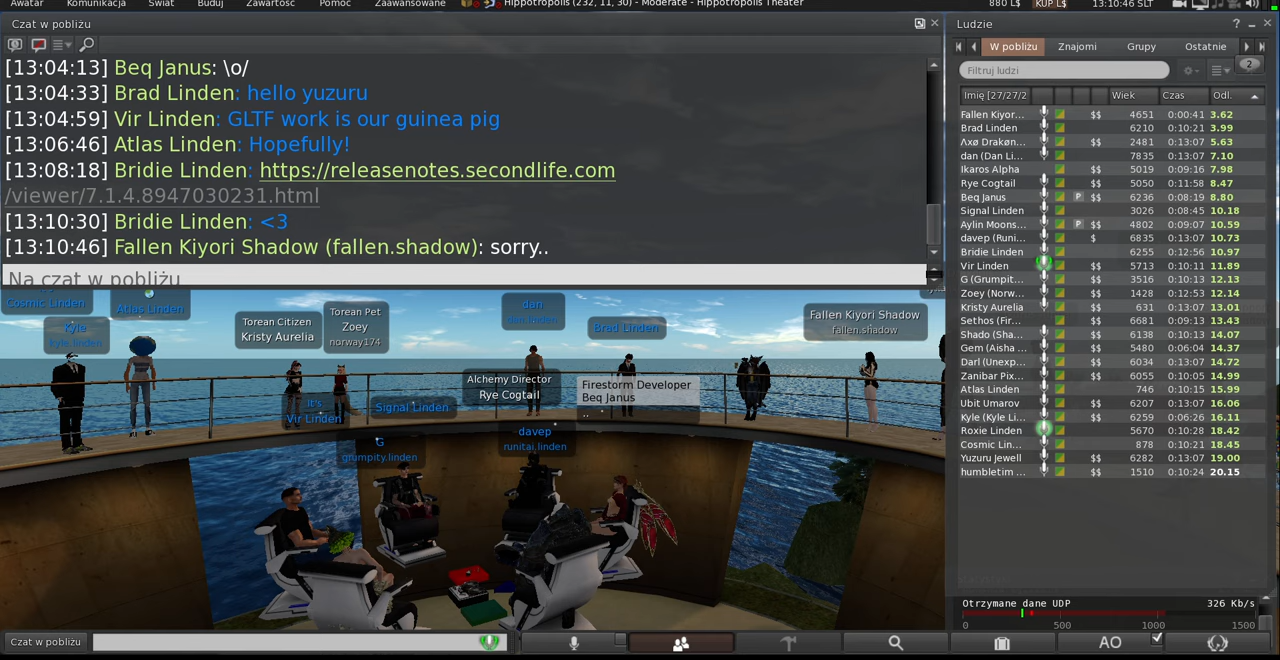 Awatar Komunikacja Świat Buduj Zawartość Pomoc Zaawansowane Hippotropolis (232, 11, 30) - Moderate - Hippotropolis Theater 880 L$ KUP L$ 13:10:46 SLT
Czat w pobliżu
[13:04:13] Beq Janus: \o/
[13:04:33] Brad Linden: hello yuzuru
[13:04:59] Vir Linden: GLTF work is our guinea pig
[13:06:46] Atlas Linden: Hopefully!
[13:08:18] Bridie Linden: https://releasenotes.secondlife.com
/viewer/7.1.4.8947030231.html
[13:10:30] Bridie Linden: <3
[13:10:46] Fallen Kiyori Shadow (fallen.shadow): sorry..
Na czat w pobliżu
Cosmic Linden
Atlas Linden
Kyle
kyle.linden
Torean Citizen
Kristy Aurelia
Torean Pet
Zoey
norway174
dan
dan.linden
Brad Linden
Fallen Kiyori Shadow
fallen.shadow
Alchemy Director
Rye Cogtail
Firestorm Developer
Beq Janus
..
It's
Vir Linden
Signal Linden
G
grumpity.linden
davep
runitai.linden
Czat w pobliżu
Ludzie
W pobliżu Znajomi Grupy Ostatnie
Filtruj ludzi
2
Imię [27/27/2 Wiek Czas Odl.
Fallen Kiyor... $$ 4651 0:00:41 3.62
Brad Linden 6210 0:10:21 3.99
Λxø Drakøn... $$ 2481 0:13:07 5.63
dan (Dan Li... 7835 0:13:07 7.10
Ikaros Alpha $$ 5019 0:09:16 7.98
Rye Cogtail $$ 5050 0:11:58 8.47
Beq Janus P $$ 6236 0:08:19 8.80
Signal Linden 3026 0:08:45 10.18
Aylin Moons... P $$ 4802 0:09:07 10.59
davep (Runi... $ 6835 0:13:07 10.73
Bridie Linden 6255 0:12:56 10.97
Vir Linden $$ 5713 0:10:11 11.89
G (Grumpit... $$ 3516 0:10:13 12.13
Zoey (Norw... $$ 1428 0:12:53 12.14
Kristy Aurelia $$ 631 0:13:07 13.01
Sethos (Fir... $$ 6681 0:09:13 13.43
Shado (Sha... $$ 6138 0:10:13 14.07
Gem (Aisha ... $$ 5480 0:06:04 14.37
Darl (Unexp... $$ 6034 0:13:07 14.72
Zanibar Pix... $$ 6055 0:10:05 14.99
Atlas Linden 746 0:10:15 15.99
Ubit Umarov $$ 6207 0:13:07 16.06
Kyle (Kyle Li... $$ 6259 0:06:26 16.11
Roxie Linden 5670 0:10:28 18.42
Cosmic Lin... 878 0:10:21 18.45
Yuzuru Jewell $$ 6282 0:13:07 19.00
humbletim ... $$ 1510 0:10:24 20.15
Otrzymane dane UDP 326 Kb/s
0 500 1000 1500
AO